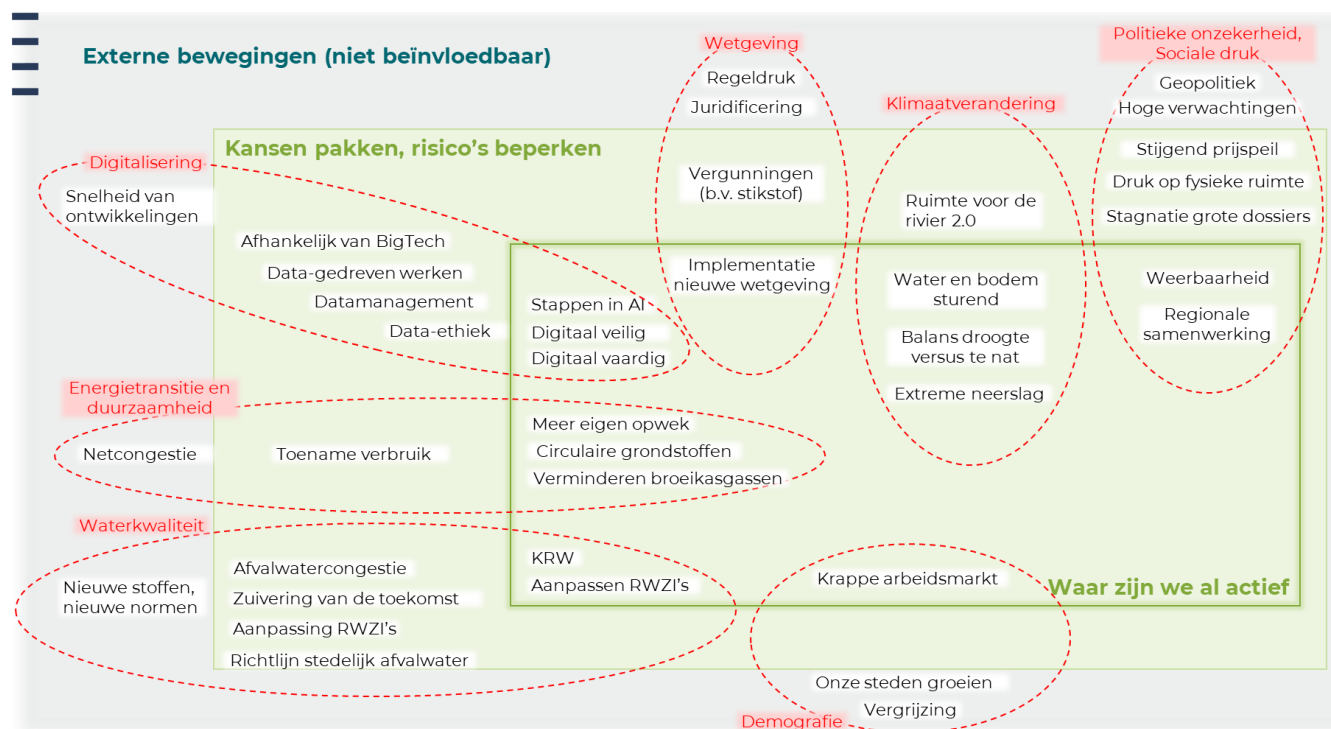 Externe bewegingen (niet beïnvloedbaar)
Wetgeving
Regeldruk
Juridificering
Vergunningen
(b.v. stikstof)
Implementatie
nieuwe wetgeving
Klimaatverandering
Ruimte voor de
rivier 2.0
Water en bodem
sturend
Balans droogte
versus te nat
Extreme neerslag
Politieke onzekerheid,
Sociale druk
Geopolitiek
Hoge verwachtingen
Stijgend prijspeil
Druk op fysieke ruimte
Stagnatie grote dossiers
Weerbaarheid
Regionale
samenwerking
Kansen pakken, risico's beperken
Digitalisering
Snelheid van
ontwikkelingen
Afhankelijk van BigTech
Data-gedreven werken
Datamanagement
Data-ethiek
Stappen in AI
Digitaal veilig
Digitaal vaardig
Energietransitie en
duurzaamheid
Netcongestie
Toename verbruik
Meer eigen opwek
Circulaire grondstoffen
Verminderen broeikasgassen
Waterkwaliteit
Nieuwe stoffen,
nieuwe normen
Afvalwatercongestie
Zuivering van de toekomst
Aanpassing RWZI's
Richtlijn stedelijk afvalwater
KRW
Aanpassen RWZI's
Krappe arbeidsmarkt
Waar zijn we al actief
Onze steden groeien
Vergrijzing
Demografie